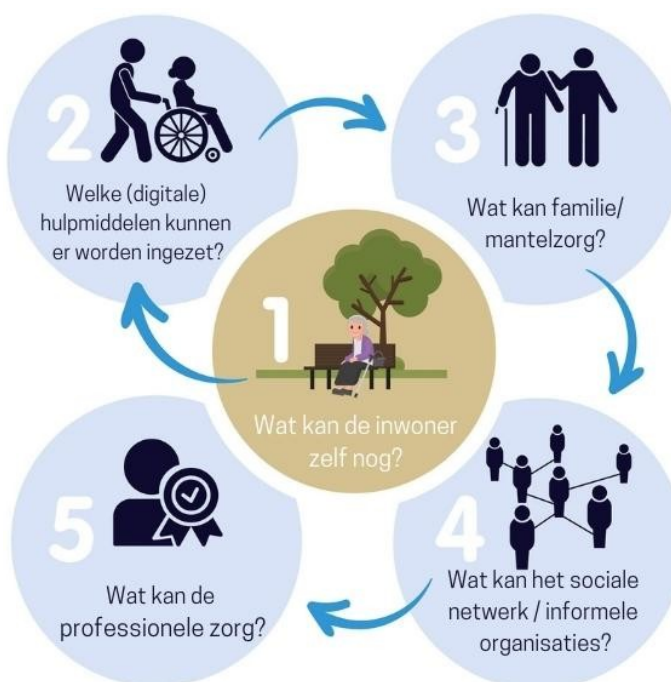 1
Wat kan de inwoner
zelf nog?
2
Welke (digitale)
hulpmiddelen kunnen
er worden ingezet?
3
Wat kan familie/
mantelzorg?
4
Wat kan het sociale
netwerk / informele
organisaties?
5
Wat kan de
professionele zorg?